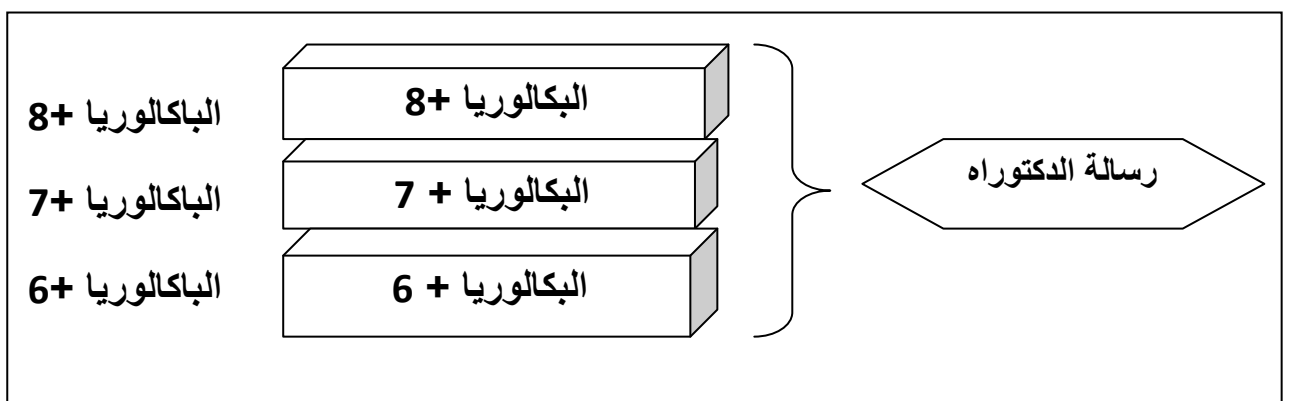 البكالوريا +8
الباكالوريا +8
رسالة الدكتوراه
البكالوريا + 7
الباكالوريا +7
البكالوريا + 6
الباكالوريا +6